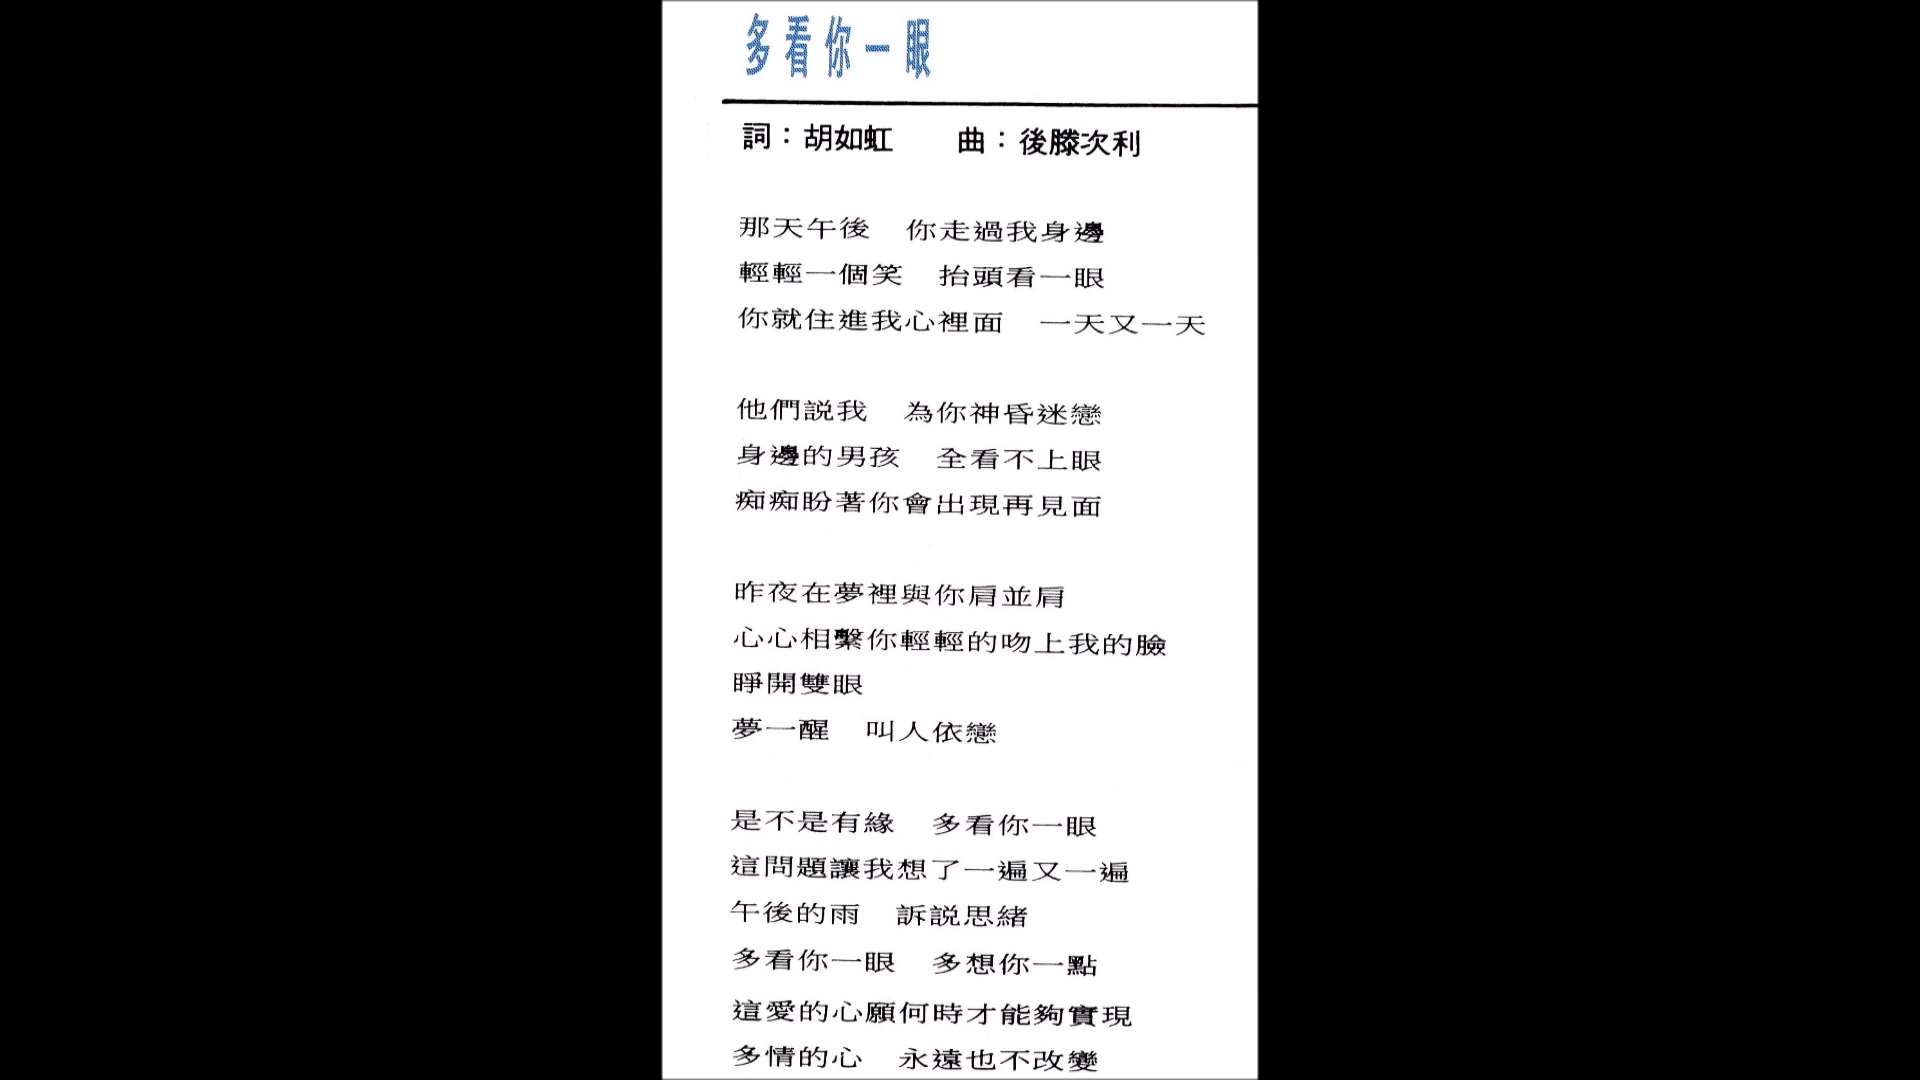 多看你一眼
詞：胡如虹　曲：後滕次利
那天午後　你走過我身邊
輕輕一個笑　抬頭看一眼
你就住進我心裡面　一天又一天
他們説我　為你神昏迷戀
身邊的男孩　全看不上眼
痴痴盼著你會出現再見面
昨夜在夢裡與你肩並肩
心心相繫你輕輕的吻上我的臉
睜開雙眼
夢一醒　叫人依戀
是不是有緣　多看你一眼
這問題讓我想了一遍又一遍
午後的雨　訴説思緒
多看你一眼　多想你一點
這愛的心願何時才能夠實現
多情的心　永遠也不改變